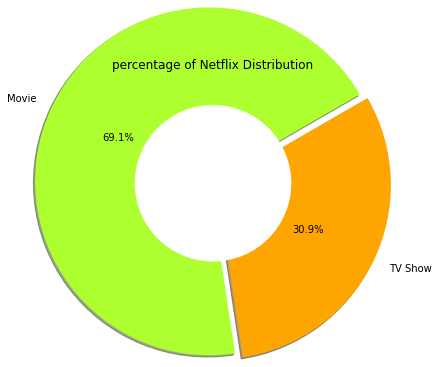 percentage of Netflix Distribution
Movie
69.1%
30.9%
TV Show